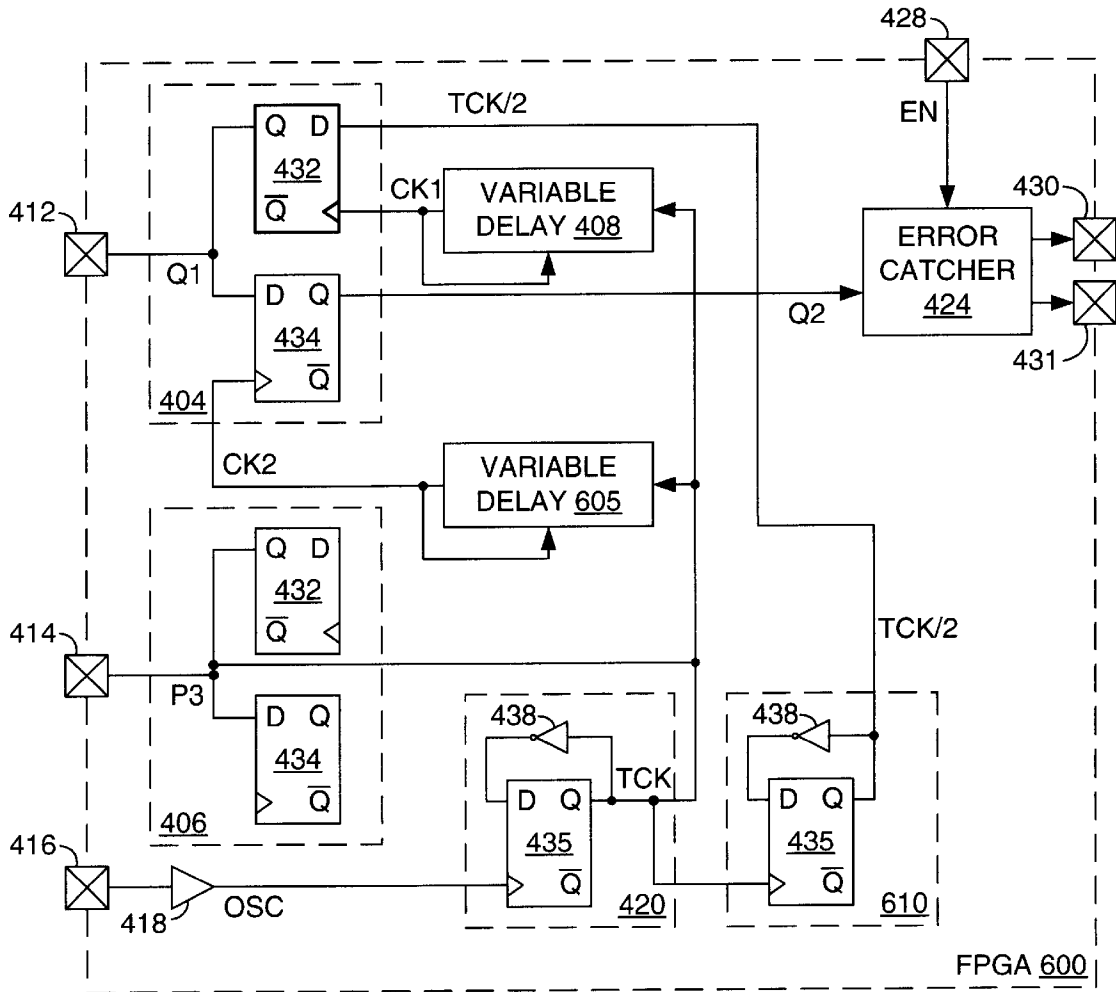 428
EN
TCK/2
Q D
432
Q̅
CK1
VARIABLE
DELAY 408
412
Q1
430
ERROR
CATCHER
424
D Q
434
Q̅
Q2
431
404
CK2
VARIABLE
DELAY 605
Q D
432
Q̅
414
TCK/2
P3
D Q
434
Q̅
438
438
TCK
D Q
435
Q̅
D Q
435
Q̅
406
416
418
OSC
420
610
FPGA 600